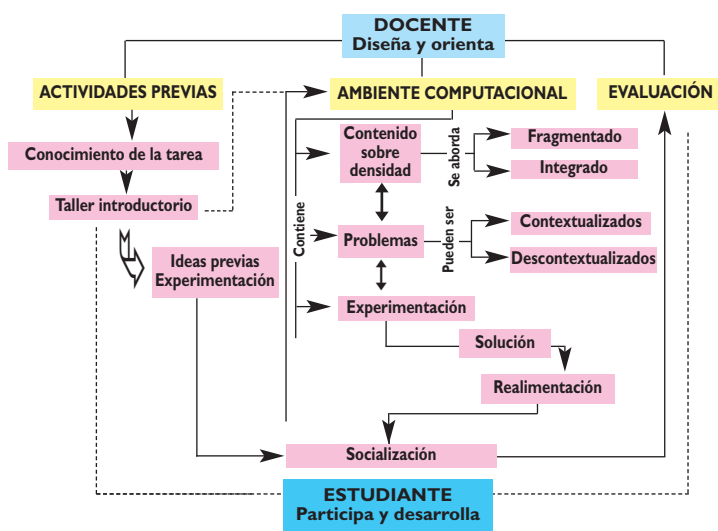 DOCENTE
Diseña y orienta
ACTIVIDADES PREVIAS
AMBIENTE COMPUTACIONAL
EVALUACIÓN
Conocimiento de la tarea
Taller introductorio
Ideas previas
Experimentación
Contiene
Contenido
sobre
densidad
Se aborda
Fragmentado
Integrado
Problemas
Pueden ser
Contextualizados
Descontextualizados
Experimentación
Solución
Realimentación
Socialización
ESTUDIANTE
Participa y desarrolla